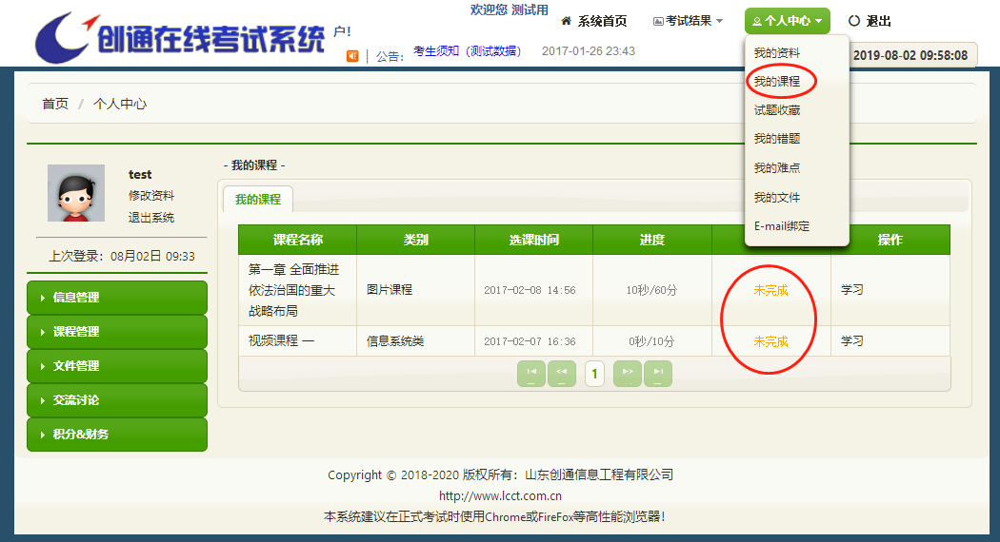 创通在线考试系统
欢迎您 测试用
户!
系统首页
考试结果
个人中心
退出
公告:
考生须知（测试数据）
2017-01-26 23:43
2019-08-02 09:58:08
我的资料
我的课程
试题收藏
我的错题
我的难点
我的文件
E-mail绑定
首页 / 个人中心
test
修改资料
退出系统
上次登录：08月02日 09:33
信息管理
课程管理
文件管理
交流讨论
积分&财务
- 我的课程 -
我的课程
课程名称 类别 选课时间 进度 操作
第一章 全面推进
依法治国的重大
战略布局
图片课程 2017-02-08 14:56 10秒/60分 未完成 学习
视频课程 一 信息系统类 2017-02-07 16:36 0秒/10分 未完成 学习
1
Copyright © 2018-2020 版权所有：山东创通信息工程有限公司
http://www.lcct.com.cn
本系统建议在正式考试时使用Chrome或FireFox等高性能浏览器!